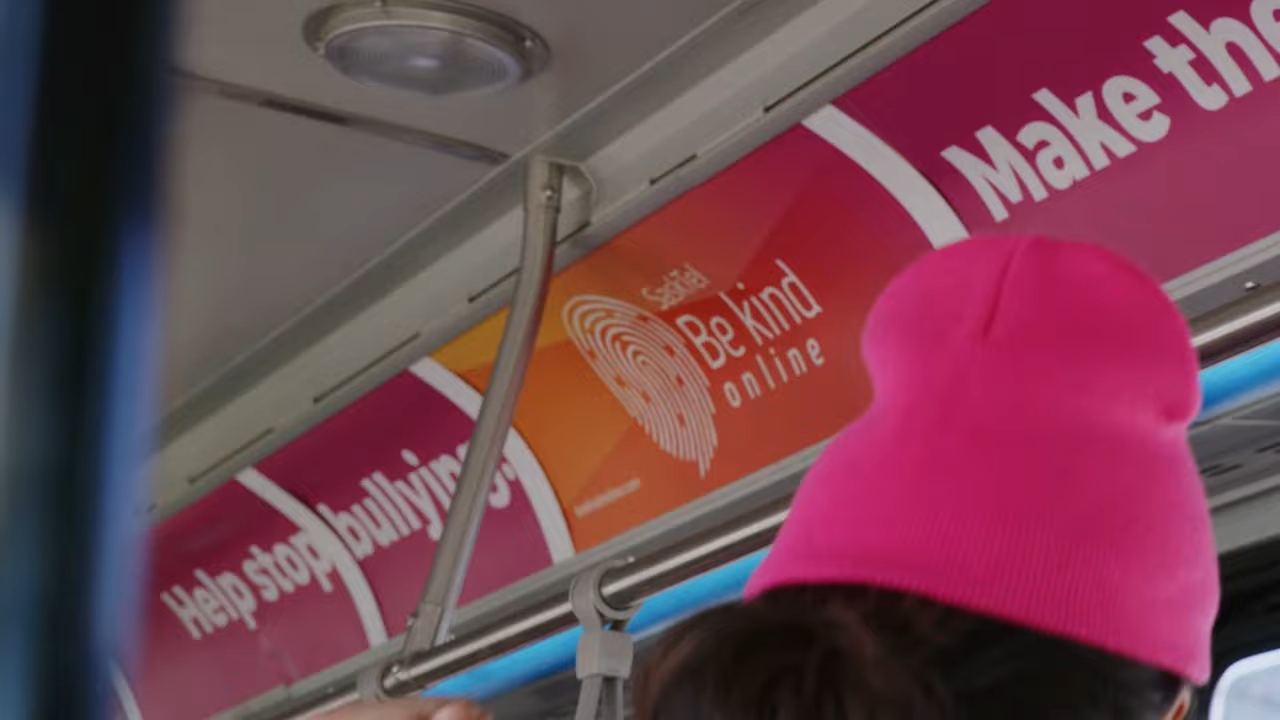 Help stop bullying.
SaskTel
Be kind
online
Make the